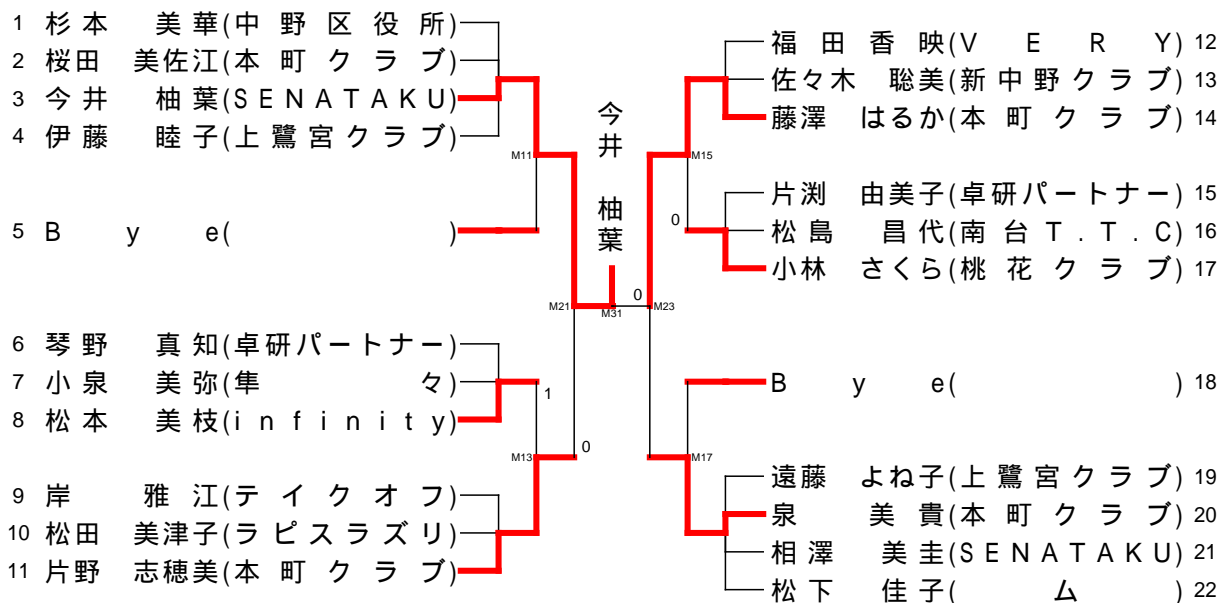 1 杉本 美華(中野区役所)
2 桜田 美佐江(本町クラブ)
3 今井 柚葉(SENATAKU)
4 伊藤 睦子(上鷺宮クラブ)
M11
5 Bye( )
M21
6 琴野 真知(卓研パートナー)
7 小泉 美弥(隼々)
1
8 松本 美枝(infinity)
0
M13
9 岸 雅江(テイクオフ)
10 松田 美津子(ラピスラズリ)
11 片野 志穂美(本町クラブ)
今井 柚葉
0
M31
福田香映(VERY) 12
佐々木 聡美(新中野クラブ) 13
藤澤 はるか(本町クラブ) 14
M15
片渕 由美子(卓研パートナー) 15
0
松島 昌代(南台T.T.C) 16
小林 さくら(桃花クラブ) 17
M23
Bye( ) 18
M17
遠藤 よね子(上鷺宮クラブ) 19
泉 美貴(本町クラブ) 20
相澤 美圭(SENATAKU) 21
松下 佳子(ム) 22